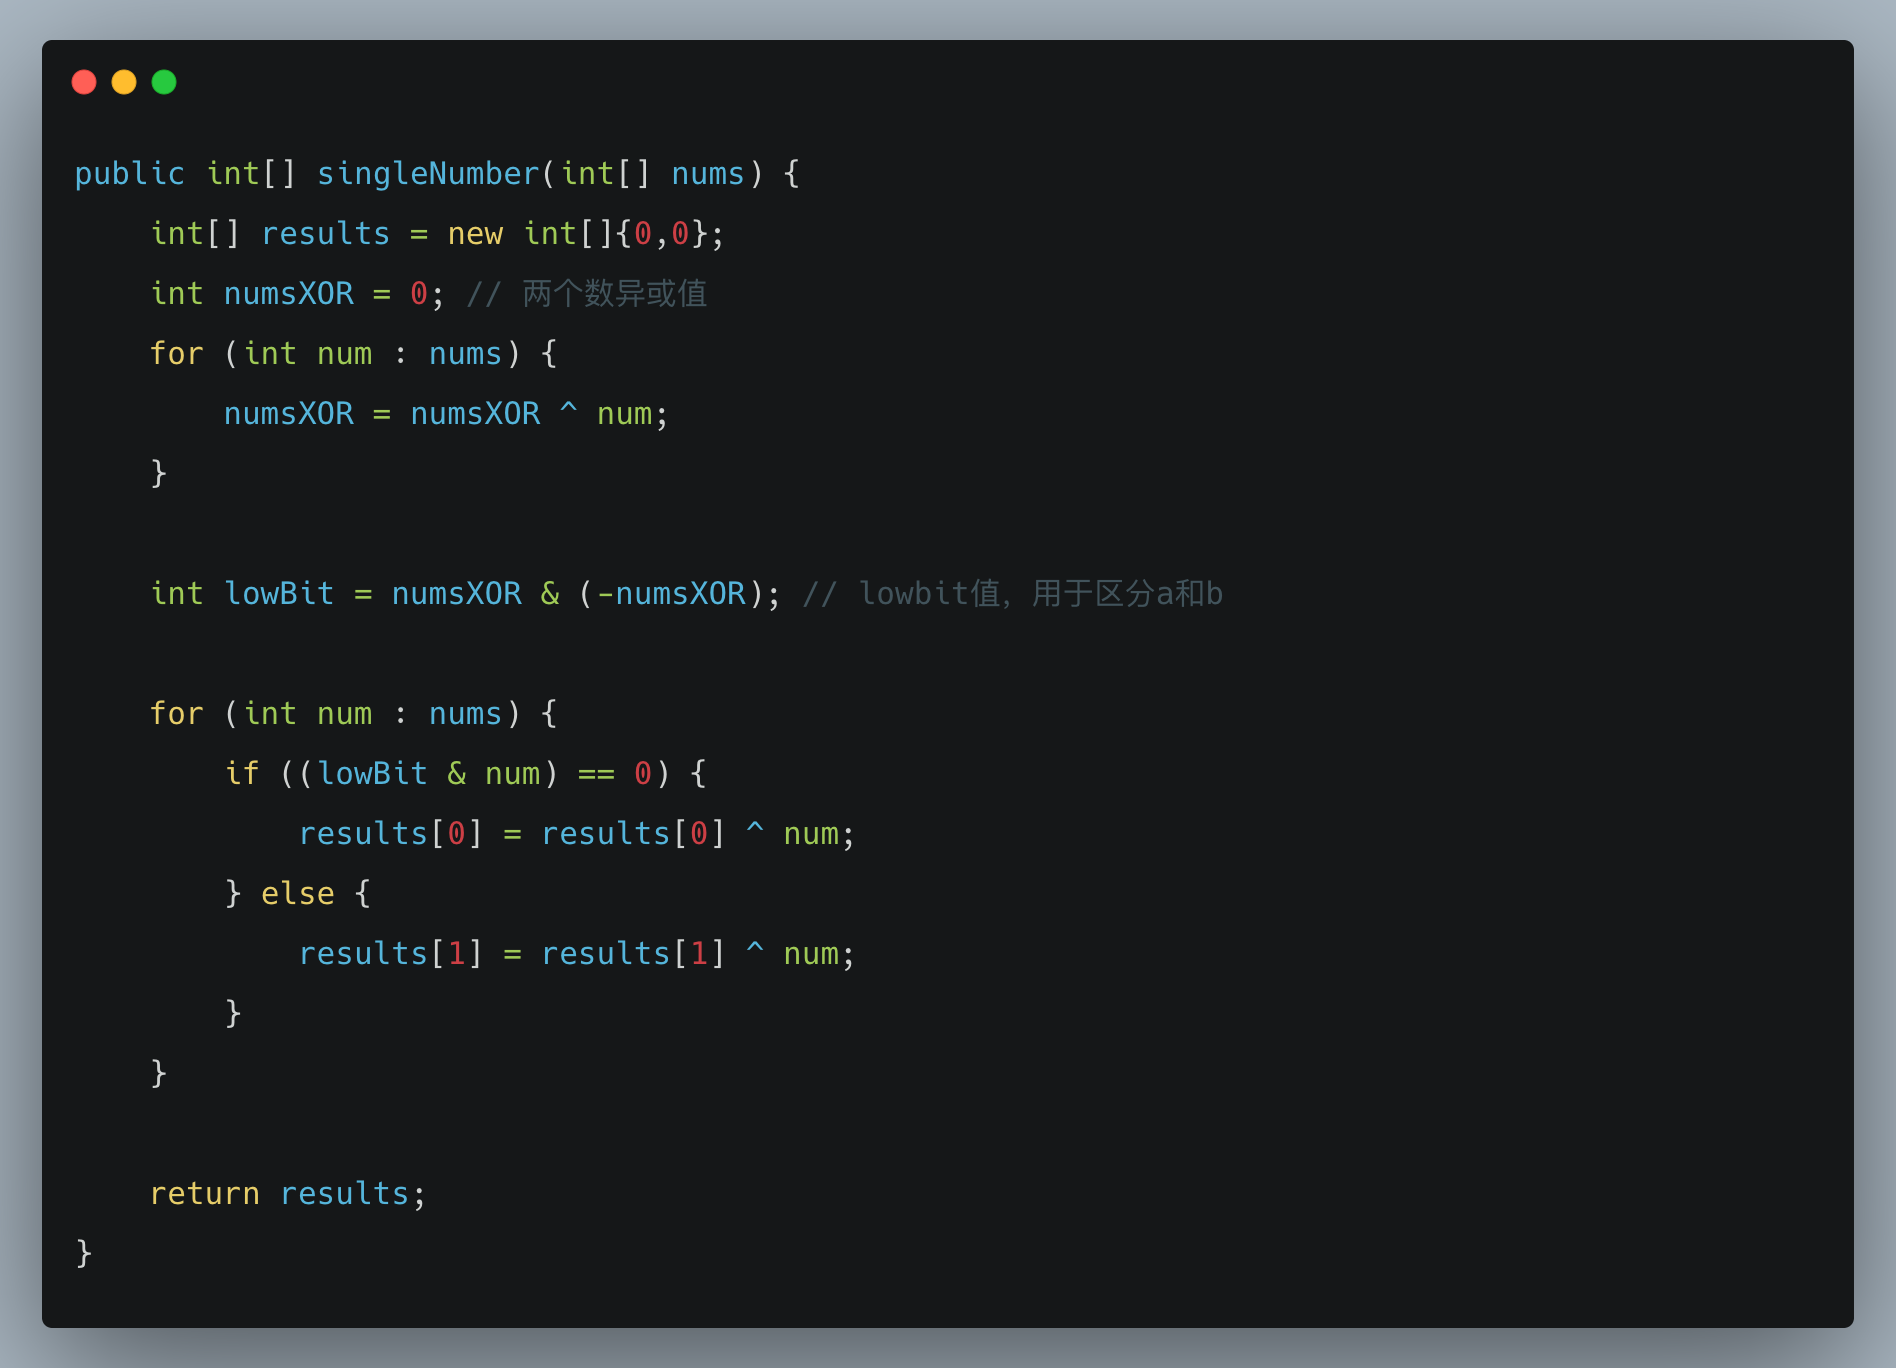 public int[] singleNumber(int[] nums) {
    int[] results = new int[]{0,0};
    int numsXOR = 0; // 两个数异或值
    for (int num : nums) {
        numsXOR = numsXOR ^ num;
    }
    int lowBit = numsXOR & (-numsXOR); // lowbit值，用于区分a和b
    for (int num : nums) {
        if ((lowBit & num) == 0) {
            results[0] = results[0] ^ num;
        } else {
            results[1] = results[1] ^ num;
        }
    }
    return results;
}